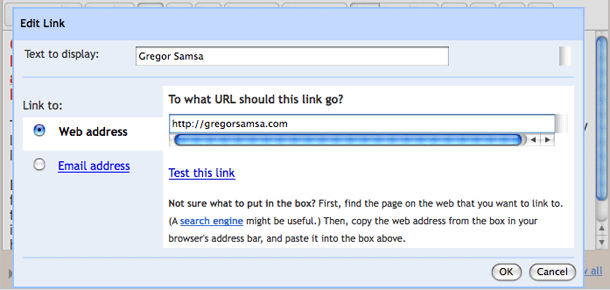 Edit Link
Text to display: Gregor Samsa
Link to:
To what URL should this link go?
Web address
http://gregorsamsa.com
Email address
Test this link
Not sure what to put in the box? First, find the page on the web that you want to link to.
(A search engine might be useful.) Then, copy the web address from the box in your
browser's address bar, and paste it into the box above.
OK Cancel
all